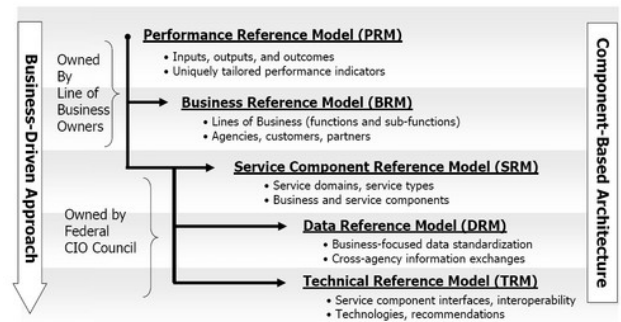 Business-Driven Approach
Owned
By
Line of
Business
Owners
Performance Reference Model (PRM)
• Inputs, outputs, and outcomes
• Uniquely tailored performance indicators
Business Reference Model (BRM)
• Lines of Business (functions and sub-functions)
• Agencies, customers, partners
Service Component Reference Model (SRM)
• Service domains, service types
• Business and service components
Owned by
Federal
CIO Council
Data Reference Model (DRM)
• Business-focused data standardization
• Cross-agency information exchanges
Technical Reference Model (TRM)
• Service component interfaces, interoperability
• Technologies, recommendations
Component-Based Architecture